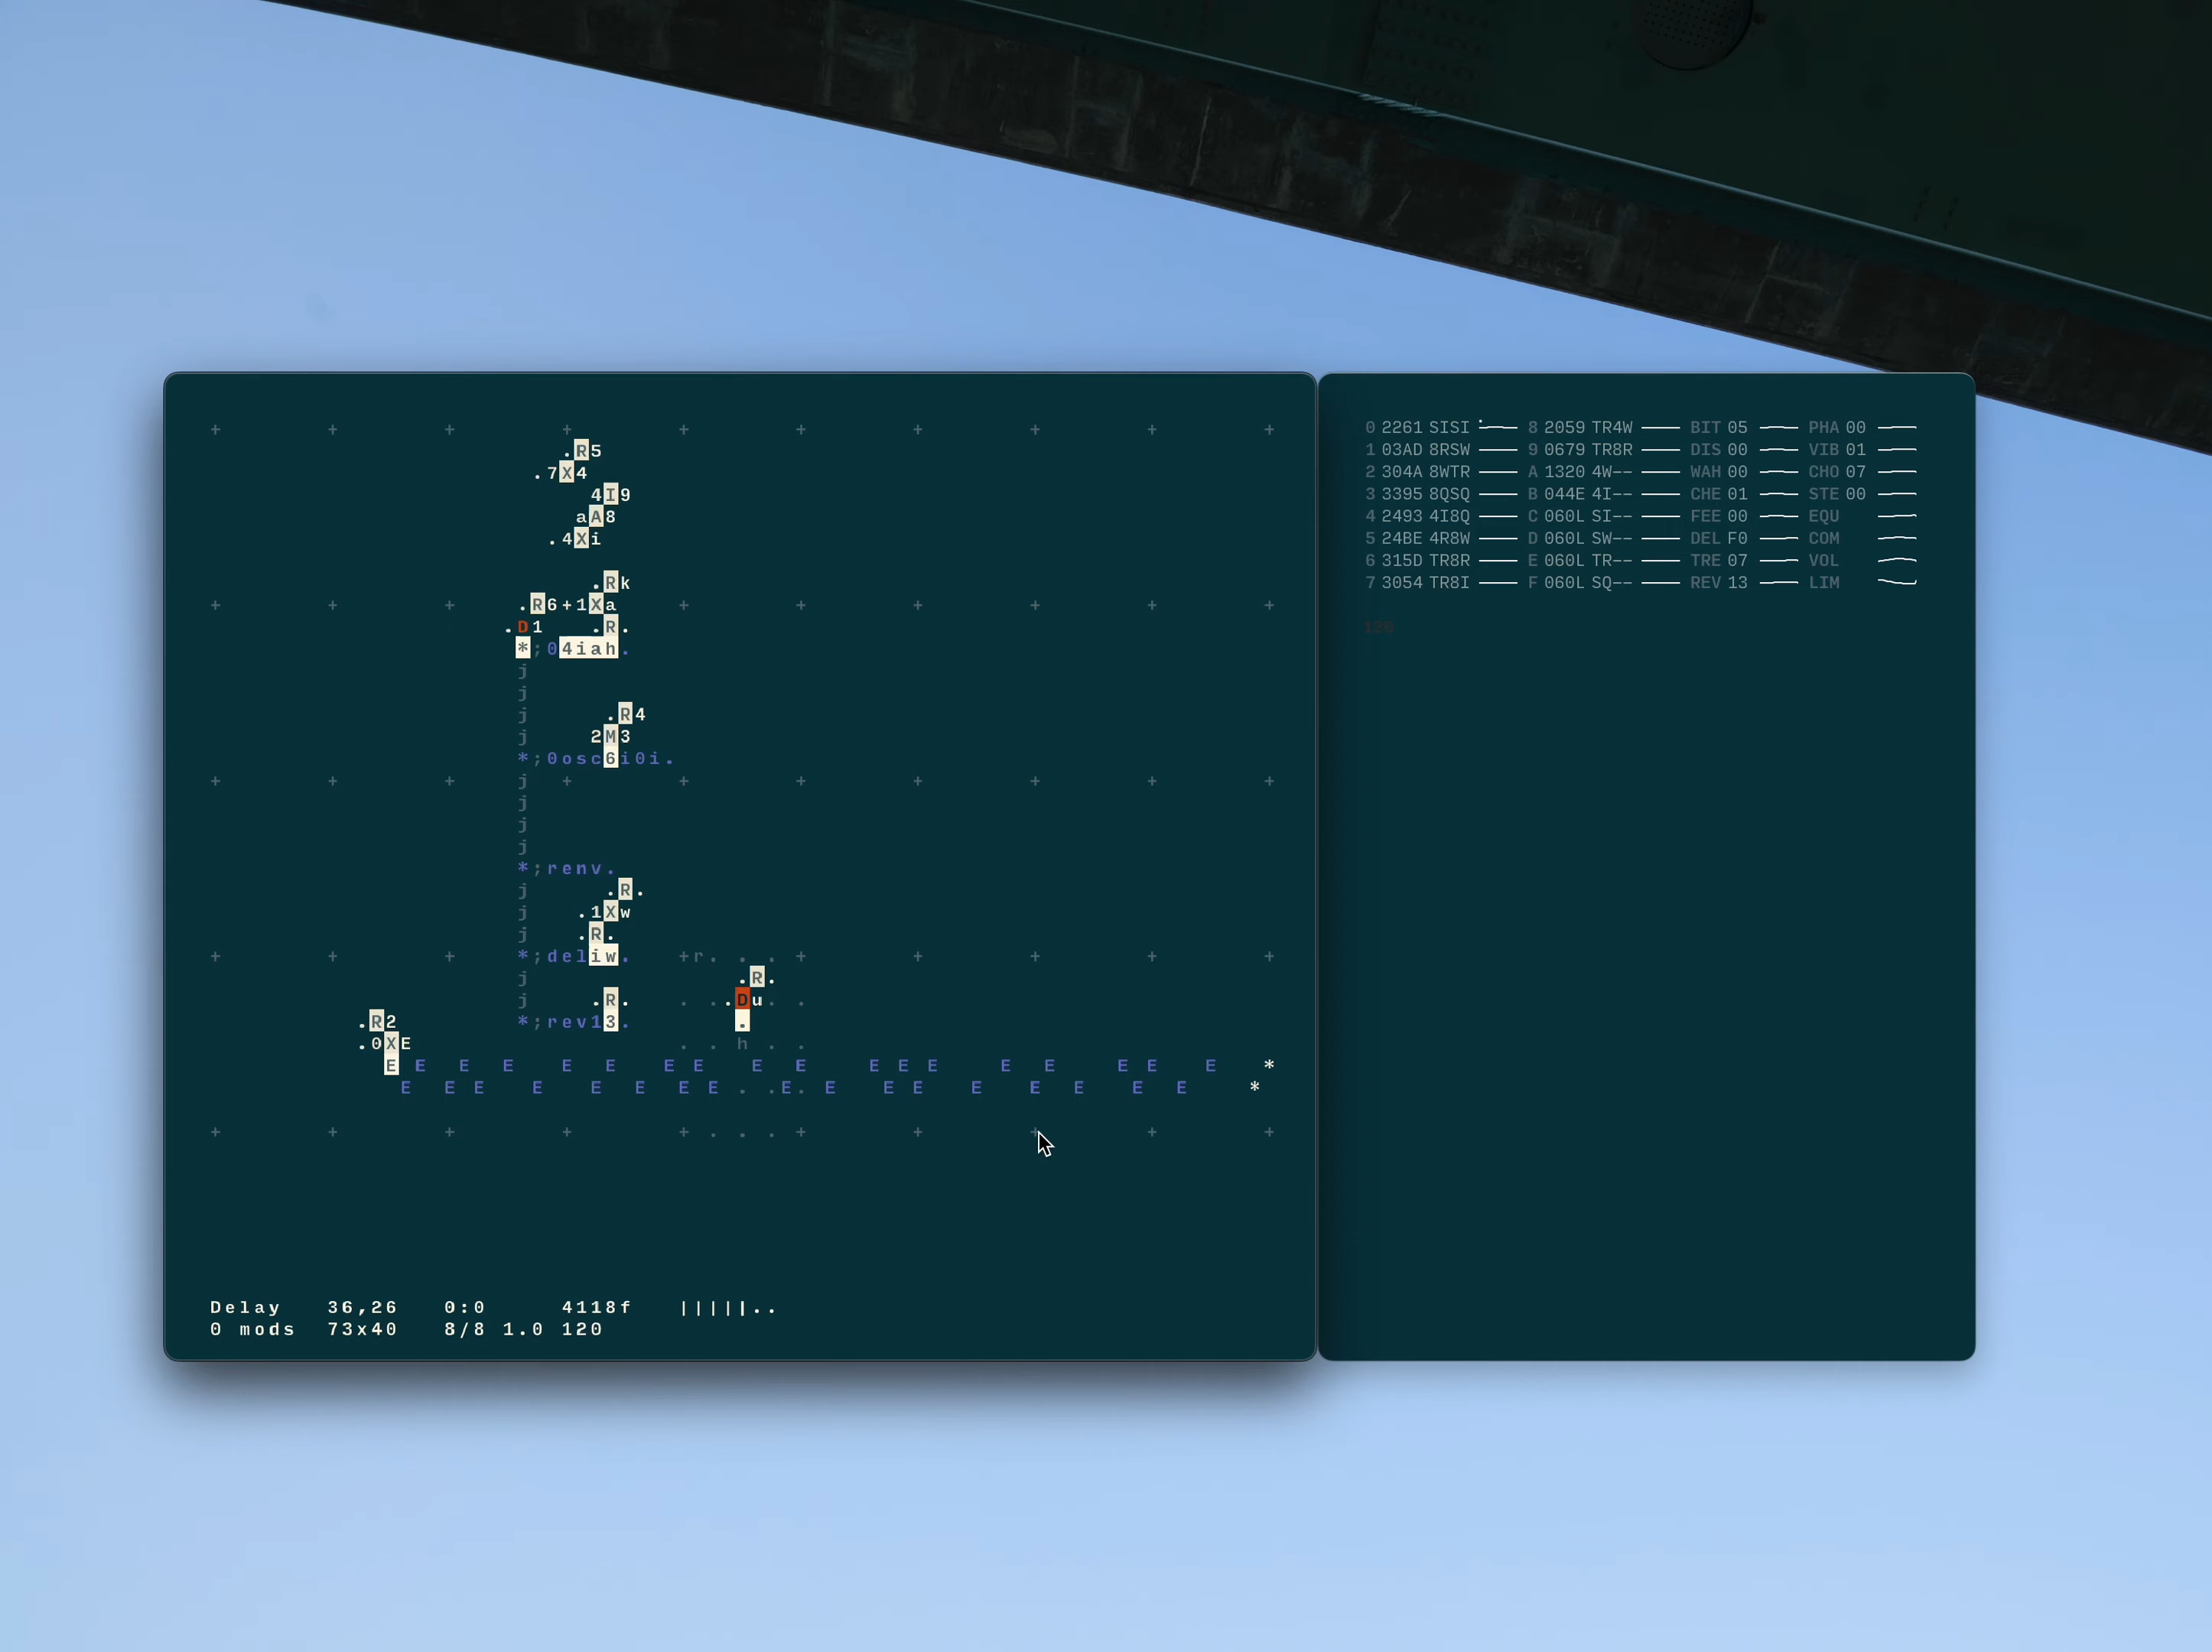 + + + + + + + + + +
.R5
.7X4
4I9
aA8
.4Xi
.Rk
+ + + .R6+1Xa + + + + + +
.D1 .R.
*;04iah.
j
j
j .R4
j 2M3
*;0osc6i0i.
+ + + j + + + + + + +
j
j
j
*;renv.
j .R.
j .1Xw
j .R.
+ + + *;deliw. +r. . .+ + + + +
j .R.
j .R. . ..Du. .
.R2 *;rev13. .
.0XE . . h . .
E E E E E E E E E E E E E E E E E E *
E E E E E E E E . .E. E E E E E E E E *
+ + + + +. . .+ + + + +
Delay 36,26 0:0 4118f |||||..
0 mods 73x40 8/8 1.0 120
0 2261 SISI 8 2059 TR4W BIT 05 PHA 00
1 03AD 8RSW 9 0679 TR8R DIS 00 VIB 01
2 304A 8WTR A 1320 4W-- WAH 00 CHO 07
3 3395 8QSQ B 044E 4I-- CHE 01 STE 00
4 2493 4I8Q C 060L SI-- FEE 00 EQU
5 24BE 4R8W D 060L SW-- DEL F0 COM
6 315D TR8R E 060L TR-- TRE 07 VOL
7 3054 TR8I F 060L SQ-- REV 13 LIM
120